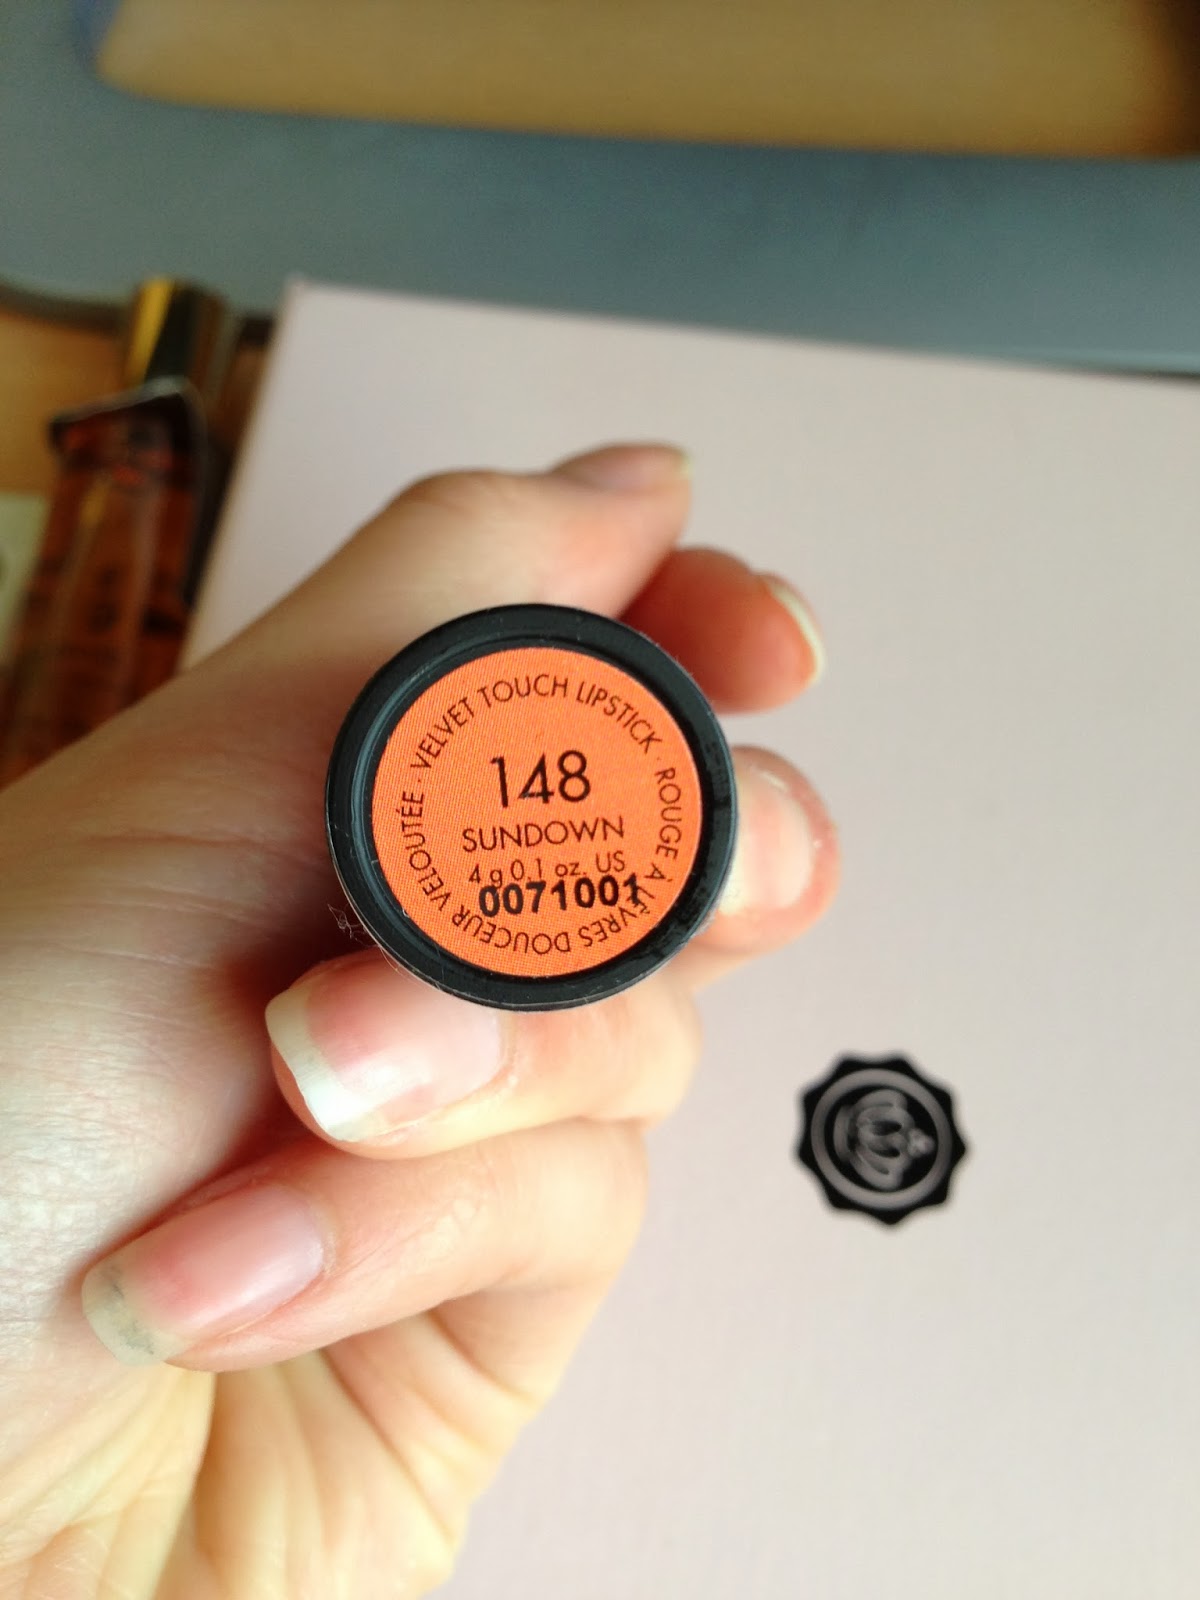 · VELVET TOUCH LIPSTICK · ROUGE À LÈVRES DOUCEUR VELOUTÉE
148
SUNDOWN
4 g 0.1 oz. US
0071001